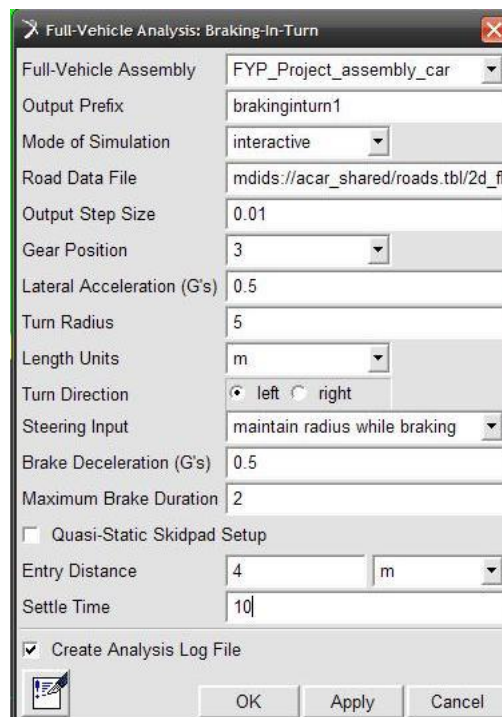 Full-Vehicle Analysis: Braking-In-Turn
Full-Vehicle Assembly FYP_Project_assembly_car
Output Prefix brakinginturn1
Mode of Simulation interactive
Road Data File mdids://acar_shared/roads.tbl/2d_fl
Output Step Size 0.01
Gear Position 3
Lateral Acceleration (G's) 0.5
Turn Radius 5
Length Units m
Turn Direction left right
Steering Input maintain radius while braking
Brake Deceleration (G's) 0.5
Maximum Brake Duration 2
Quasi-Static Skidpad Setup
Entry Distance 4 m
Settle Time 10
Create Analysis Log File
OK Apply Cancel